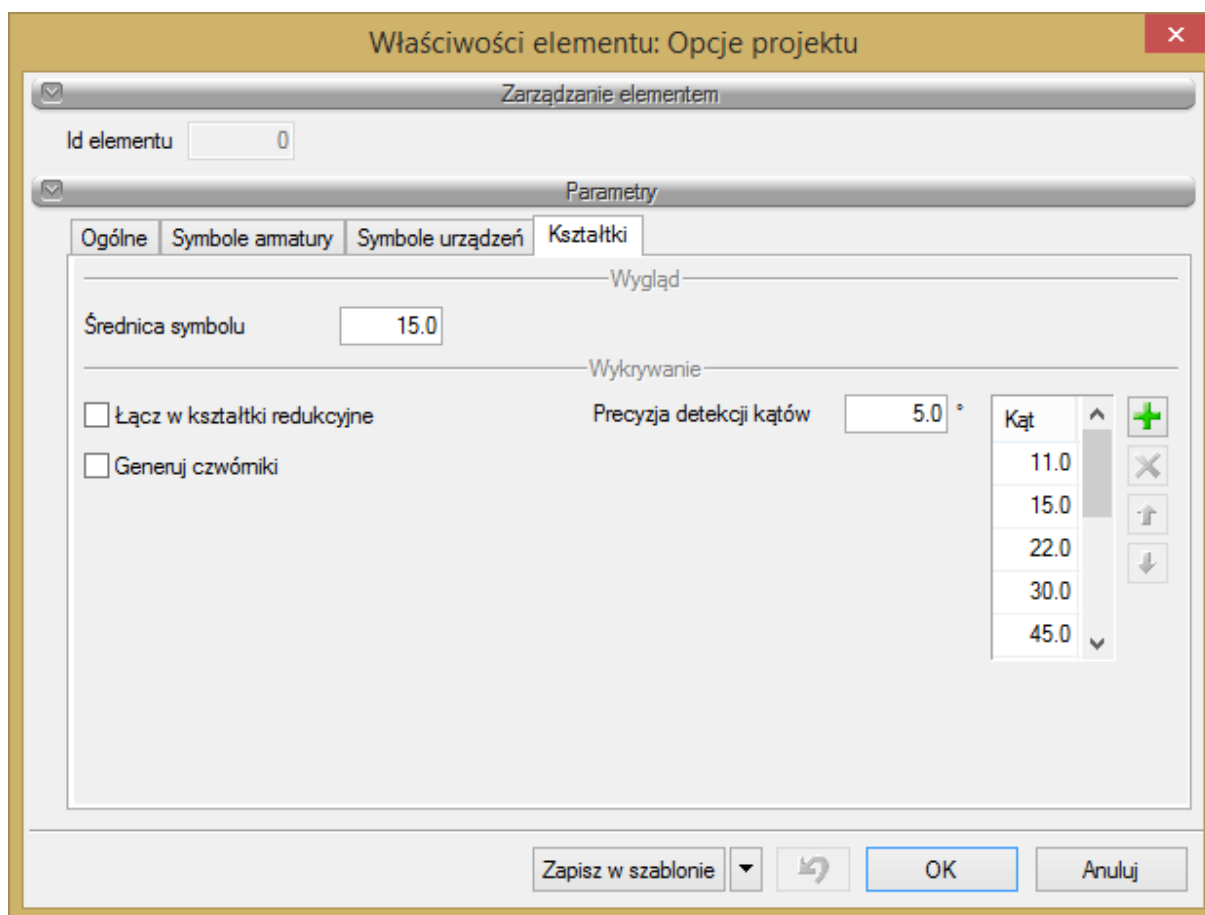 Właściwości elementu: Opcje projektu
Zarządzanie elementem
Id elementu 0
Parametry
Ogólne Symbole armatury Symbole urządzeń Kształtki
Wygląd
Średnica symbolu 15.0
Wykrywanie
Łącz w kształtki redukcyjne Precyzja detekcji kątów 5.0 ° Kąt
Generuj czwórniki 11.0
15.0
22.0
30.0
45.0
Zapisz w szablonie OK Anuluj